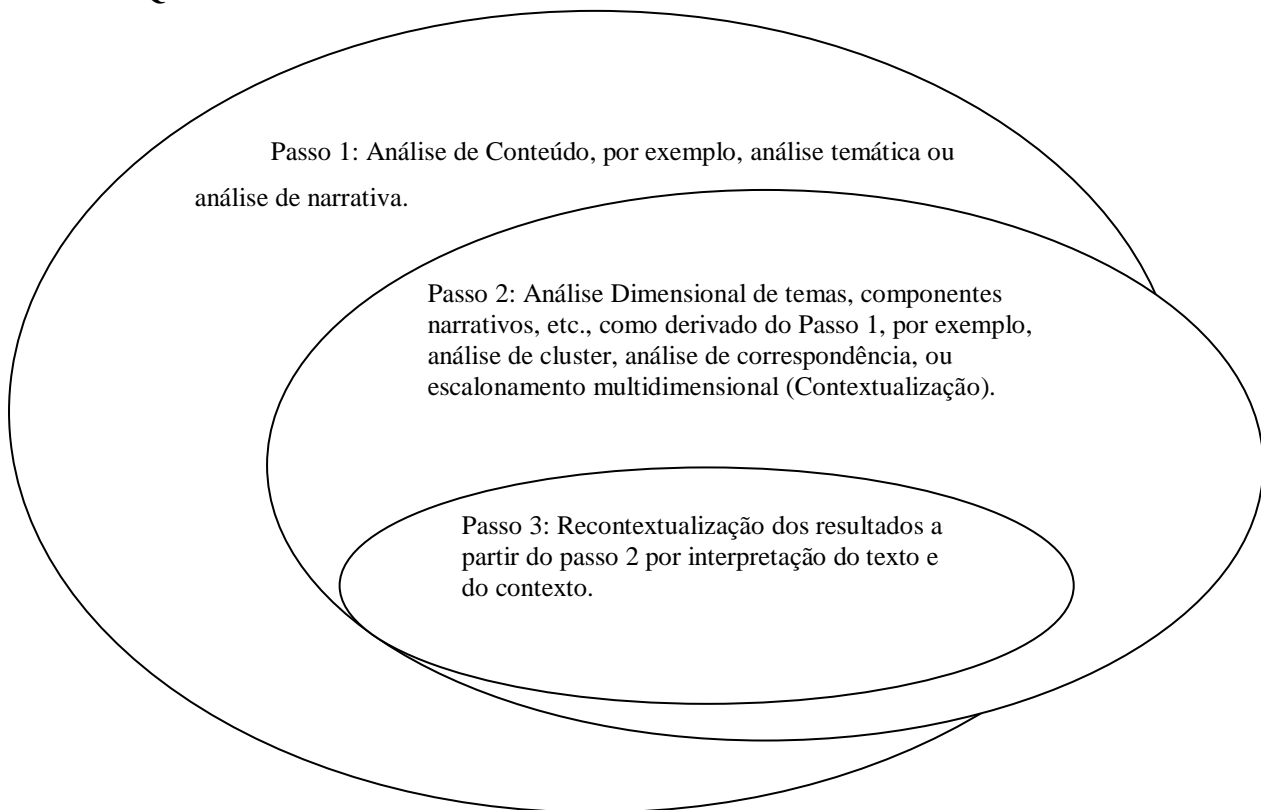 Passo 1: Análise de Conteúdo, por exemplo, análise temática ou
análise de narrativa.
Passo 2: Análise Dimensional de temas, componentes
narrativos, etc., como derivado do Passo 1, por exemplo,
análise de cluster, análise de correspondência, ou
escalonamento multidimensional (Contextualização).
Passo 3: Recontextualização dos resultados a
partir do passo 2 por interpretação do texto e
do contexto.